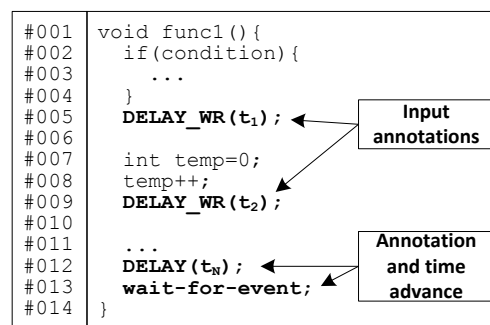 #001 void func1(){
#002 if(condition){
#003 ...
#004 }
#005 DELAY_WR(t₁);
#006
#007 int temp=0;
#008 temp++;
#009 DELAY_WR(t₂);
#010
#011 ...
#012 DELAY(t_N);
#013 wait-for-event;
#014 }
Input
annotations
Annotation
and time
advance